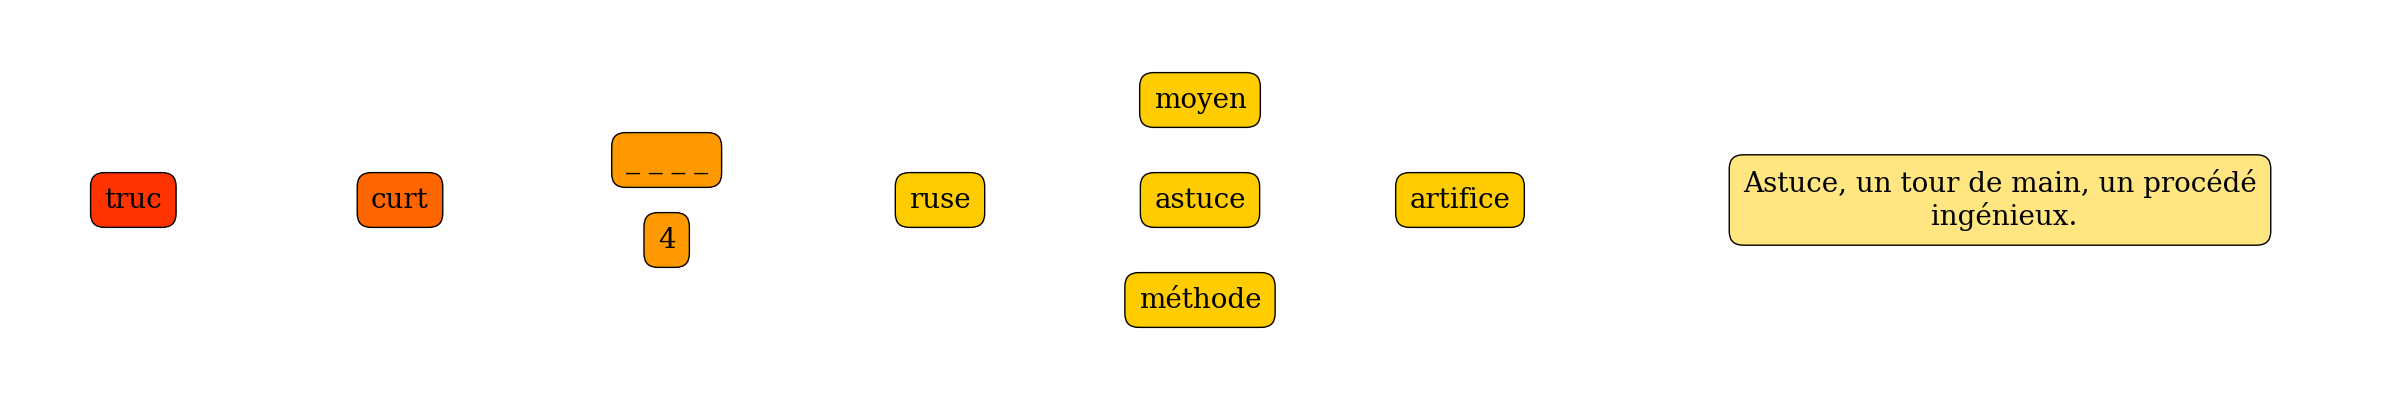 truc
curt
_ _ _ _
4
ruse
moyen
astuce
méthode
artifice
Astuce, un tour de main, un procédé
ingénieux.